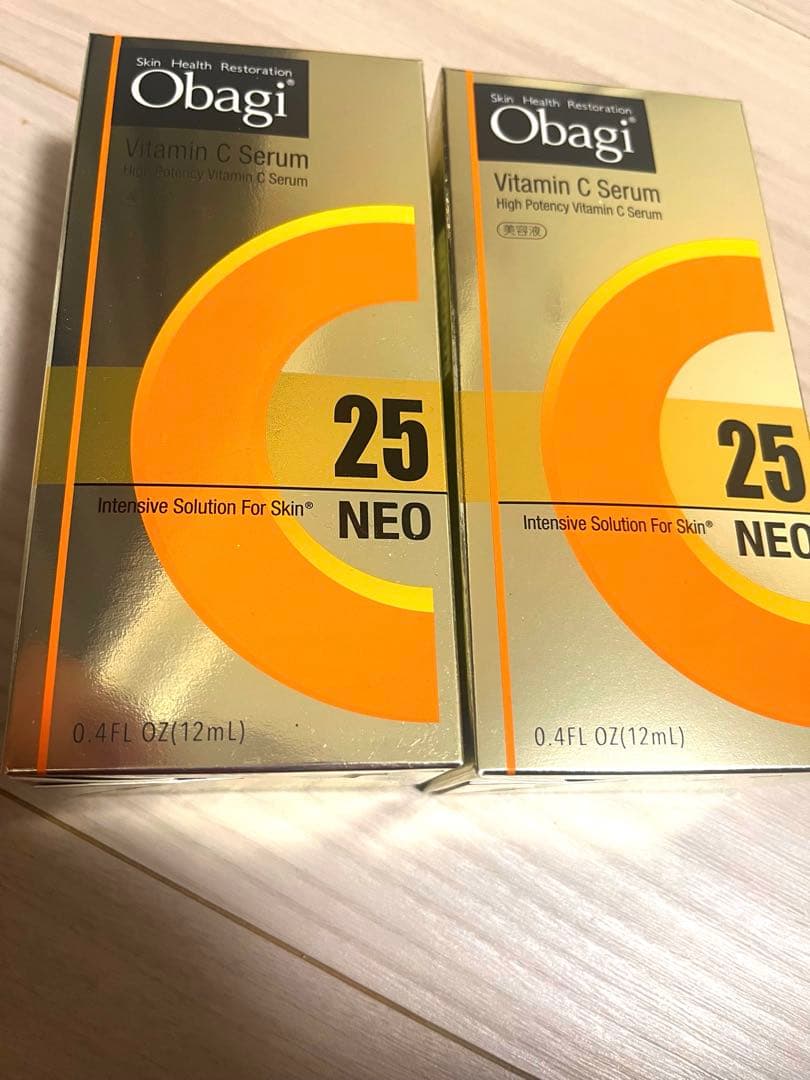 Skin Health Restoration
Obagi®
Vitamin C Serum
High Potency Vitamin C Serum
25
Intensive Solution For Skin®
NEO
0.4FL OZ(12mL)
Skin Health Restoration
Obagi®
Vitamin C Serum
High Potency Vitamin C Serum
美容液
25
Intensive Solution For Skin®
NEO
0.4FL OZ(12mL)